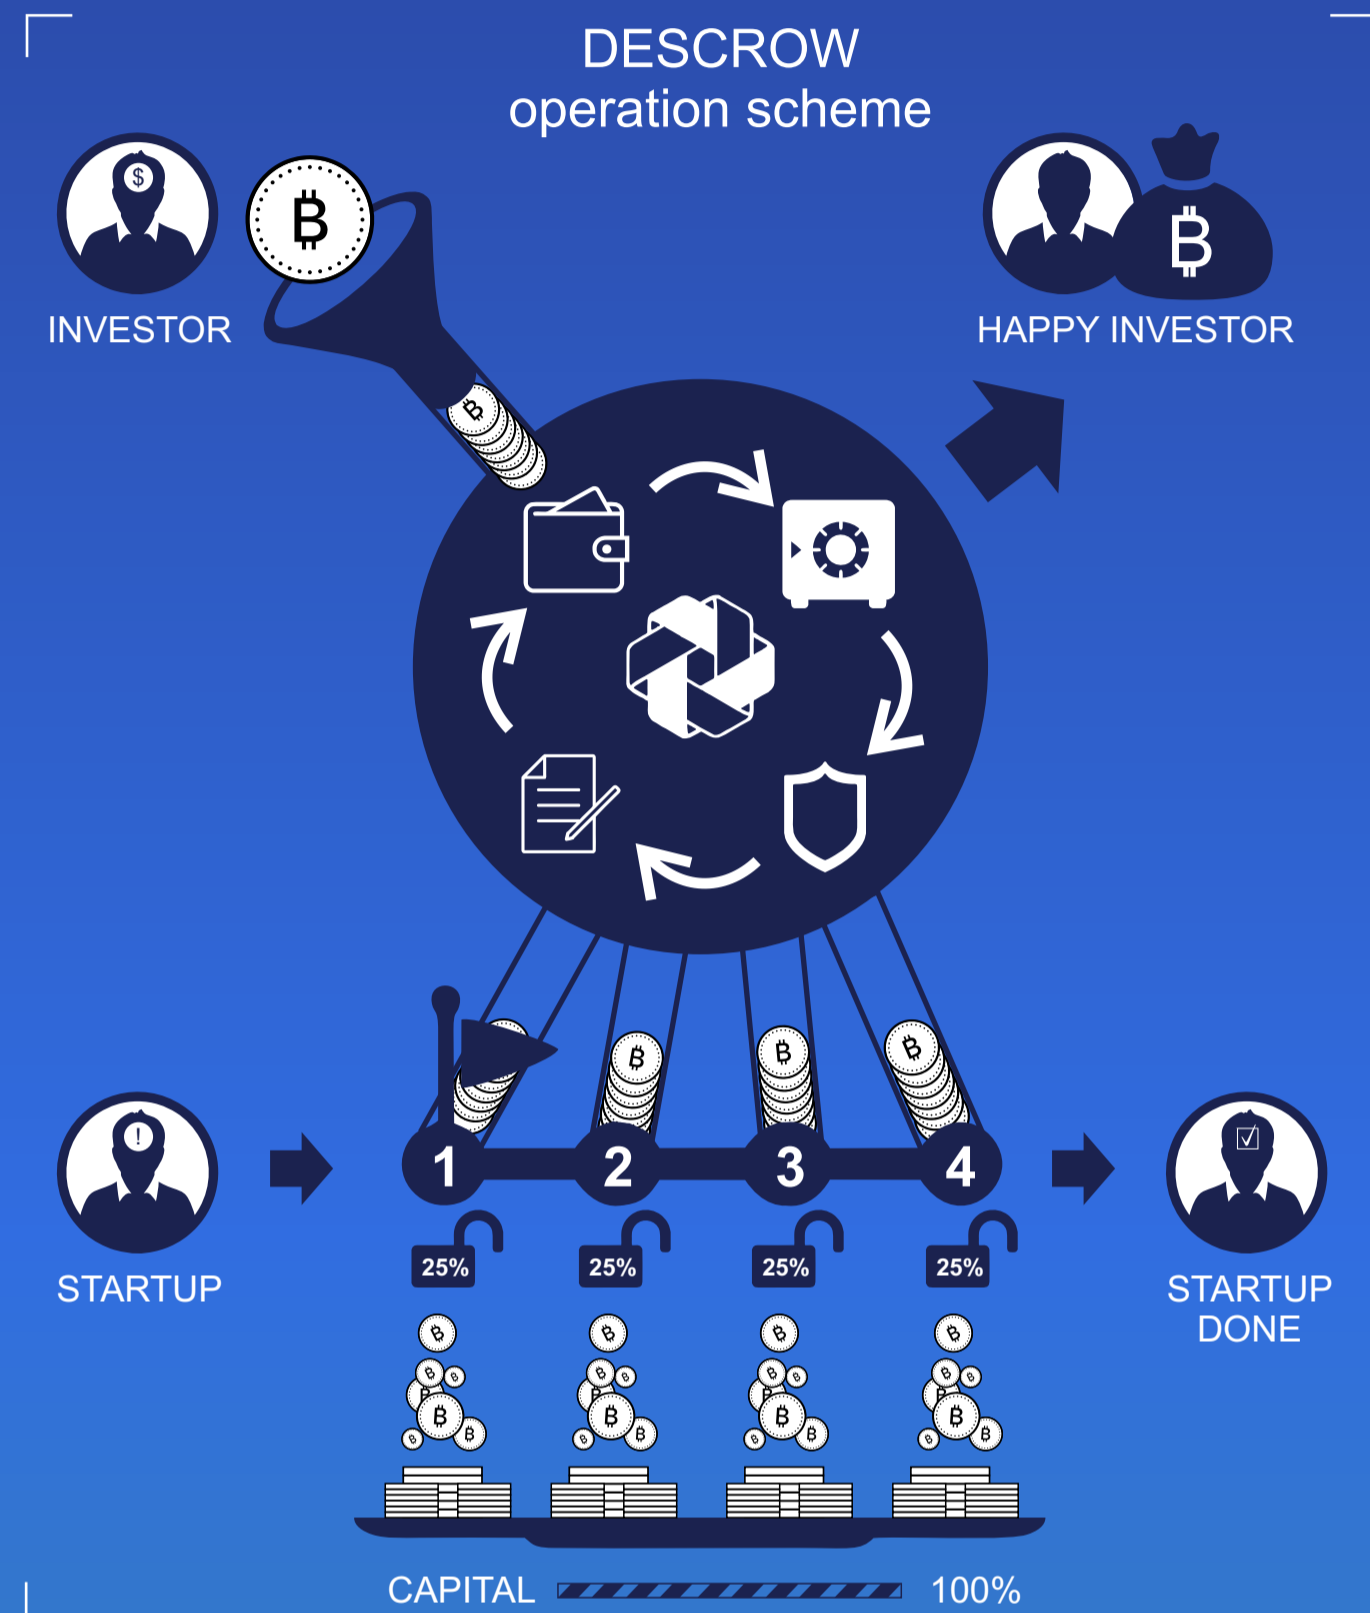 DESCROW
operation scheme
$
INVESTOR
HAPPY INVESTOR
!
STARTUP
1 2 3 4
25% 25% 25% 25%
STARTUP
DONE
CAPITAL 100%